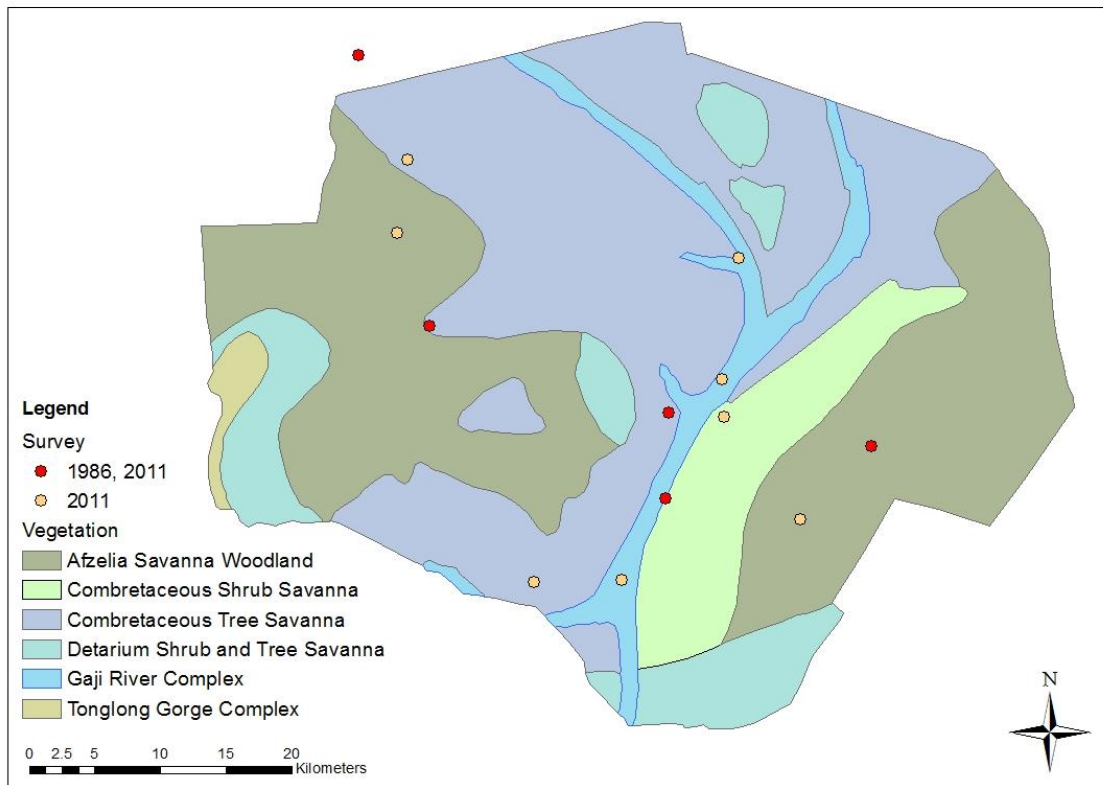 Legend
Survey
1986, 2011
2011
Vegetation
Afzelia Savanna Woodland
Combretaceous Shrub Savanna
Combretaceous Tree Savanna
Detarium Shrub and Tree Savanna
Gaji River Complex
Tonglong Gorge Complex
0 2.5 5 10 15 20
Kilometers
N